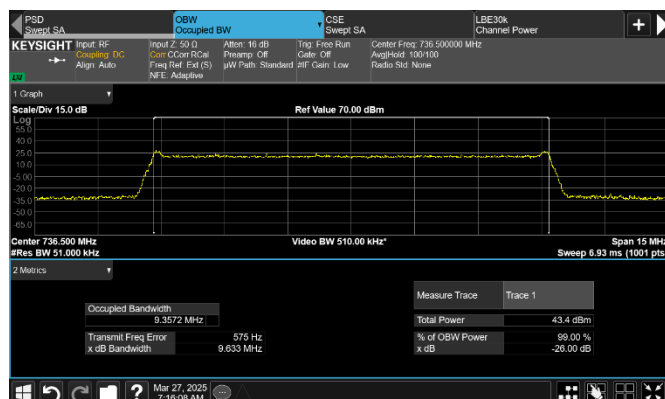 PSD
Swept SA
OBW
Occupied BW
CSE
Swept SA
LBE30k
Channel Power
KEYSIGHT
Input: RF
Coupling: DC
Align: Auto
Input Z: 50 Ω
Corr CCorr RCal
Freq Ref: Ext (S)
NFE: Adaptive
Atten: 16 dB
Preamp: Off
µW Path: Standard
Trig: Free Run
Gate: Off
#IF Gain: Low
Center Freq: 736.500000 MHz
Avg|Hold: 100/100
Radio Std: None
1 Graph
Scale/Div 15.0 dB
Ref Value 70.00 dBm
Log
55.0
40.0
25.0
10.0
-5.00
-20.0
-35.0
-50.0
-65.0
Center 736.500 MHz
Video BW 510.00 kHz*
Span 15 MHz
#Res BW 51.000 kHz
Sweep 6.93 ms (1001 pts)
2 Metrics
Measure Trace
Trace 1
Occupied Bandwidth
9.3572 MHz
Total Power
43.4 dBm
Transmit Freq Error
575 Hz
% of OBW Power
99.00 %
x dB Bandwidth
9.633 MHz
x dB
-26.00 dB
Mar 27, 2025
7:16:08 AM